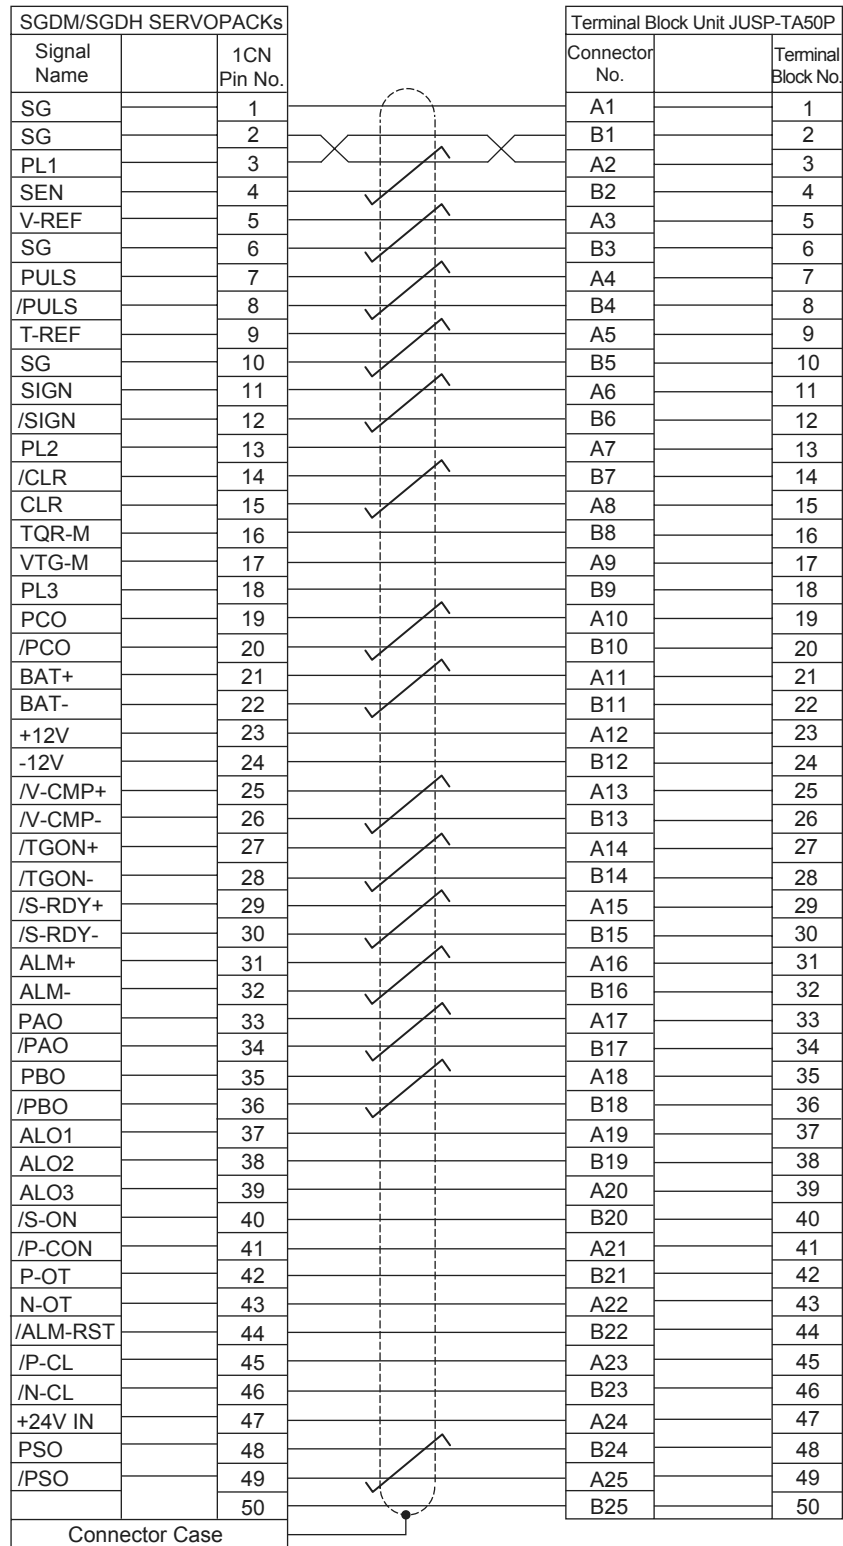 SGDM/SGDH SERVOPACKs Terminal Block Unit JUSP-TA50P
Signal Name 1CN Pin No. Connector No. Terminal Block No.
SG 1 A1 1
SG 2 B1 2
PL1 3 A2 3
SEN 4 B2 4
V-REF 5 A3 5
SG 6 B3 6
PULS 7 A4 7
/PULS 8 B4 8
T-REF 9 A5 9
SG 10 B5 10
SIGN 11 A6 11
/SIGN 12 B6 12
PL2 13 A7 13
/CLR 14 B7 14
CLR 15 A8 15
TQR-M 16 B8 16
VTG-M 17 A9 17
PL3 18 B9 18
PCO 19 A10 19
/PCO 20 B10 20
BAT+ 21 A11 21
BAT- 22 B11 22
+12V 23 A12 23
-12V 24 B12 24
/V-CMP+ 25 A13 25
/V-CMP- 26 B13 26
/TGON+ 27 A14 27
/TGON- 28 B14 28
/S-RDY+ 29 A15 29
/S-RDY- 30 B15 30
ALM+ 31 A16 31
ALM- 32 B16 32
PAO 33 A17 33
/PAO 34 B17 34
PBO 35 A18 35
/PBO 36 B18 36
ALO1 37 A19 37
ALO2 38 B19 38
ALO3 39 A20 39
/S-ON 40 B20 40
/P-CON 41 A21 41
P-OT 42 B21 42
N-OT 43 A22 43
/ALM-RST 44 B22 44
/P-CL 45 A23 45
/N-CL 46 B23 46
+24V IN 47 A24 47
PSO 48 B24 48
/PSO 49 A25 49
50 B25 50
Connector Case